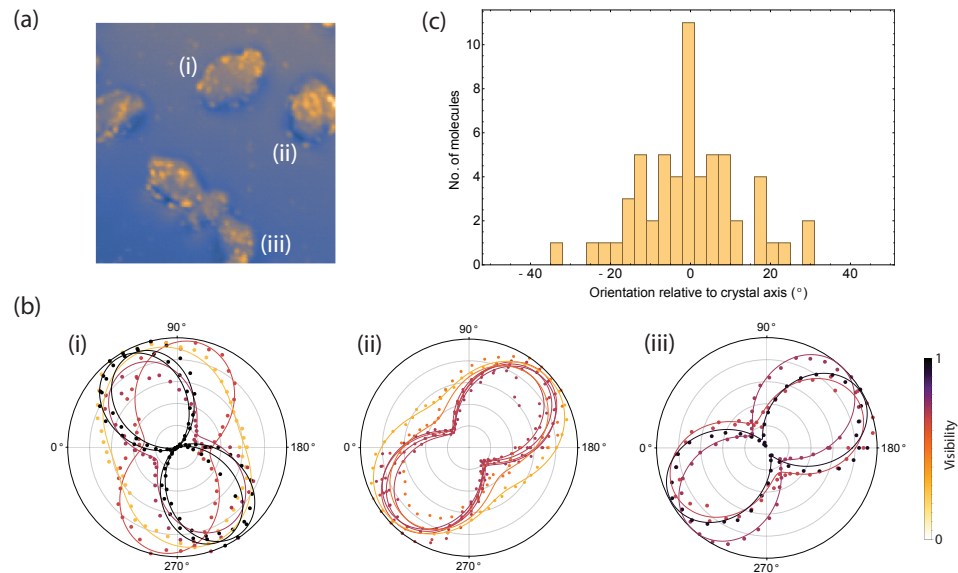 (a)
(i)
(ii)
(iii)
(c)
No. of molecules
10
8
6
4
2
0
- 40
- 20
0
20
40
Orientation relative to crystal axis (°)
(b)
(i)
90°
0°
180°
270°
(ii)
90°
0°
180°
270°
(iii)
90°
0°
180°
270°
1
Visibility
0